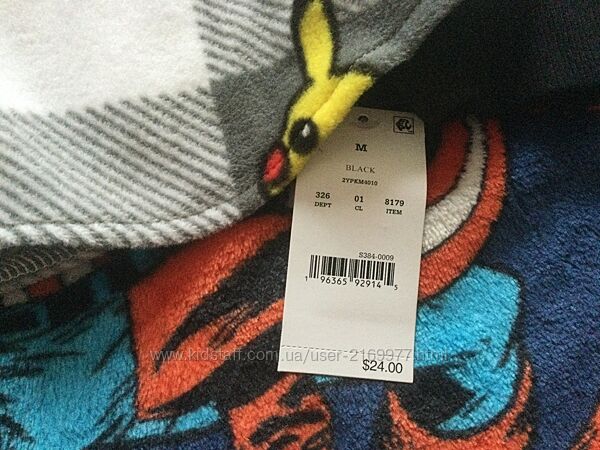 M
BLACK
2YPKM4010
326 01 8179
DEPT CL ITEM
S384-0009
1 96365 92914 5
$24.00
www.kidstaff.com.ua/user-2169977.html